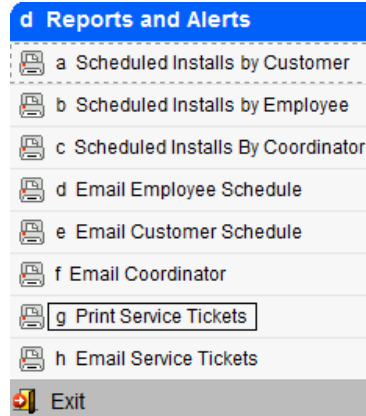 d Reports and Alerts
a Scheduled Installs by Customer
b Scheduled Installs by Employee
c Scheduled Installs By Coordinator
d Email Employee Schedule
e Email Customer Schedule
f Email Coordinator
g Print Service Tickets
h Email Service Tickets
Exit